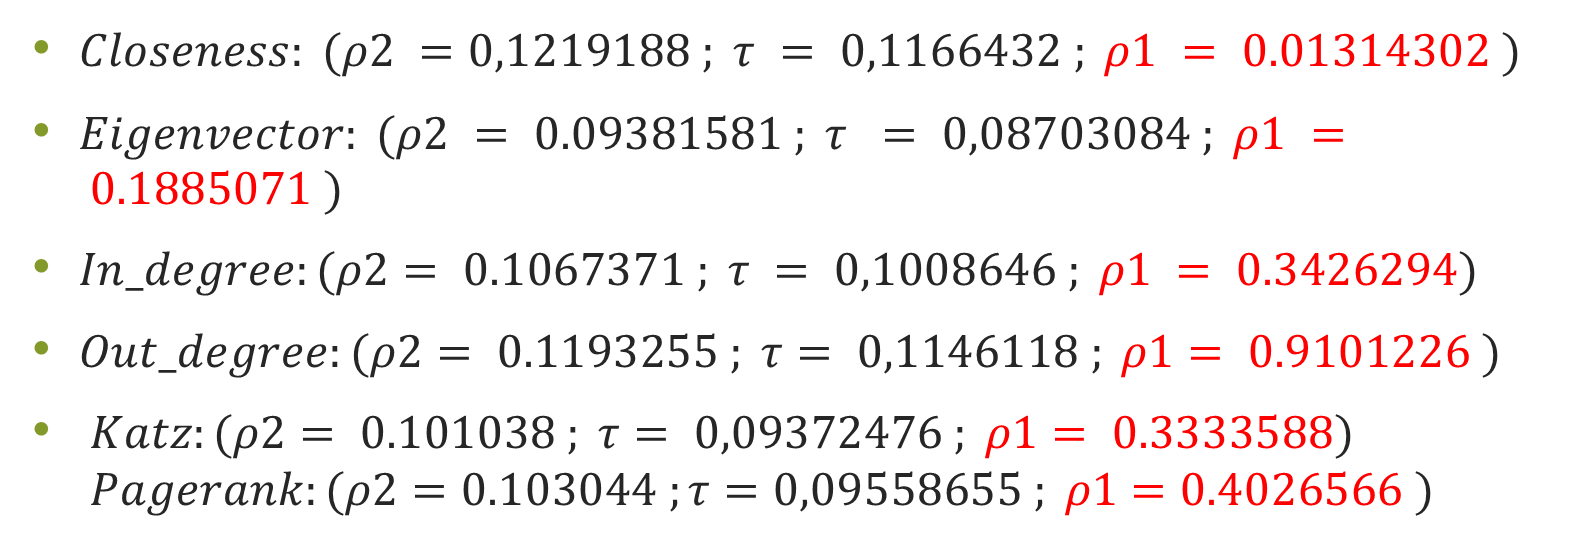 • Closeness: (ρ2 = 0,1219188 ; τ = 0,1166432 ; ρ1 = 0.01314302 )
• Eigenvector: (ρ2 = 0.09381581 ; τ = 0,08703084 ; ρ1 =
0.1885071 )
• In_degree: (ρ2 = 0.1067371 ; τ = 0,1008646 ; ρ1 = 0.3426294)
• Out_degree: (ρ2 = 0.1193255 ; τ = 0,1146118 ; ρ1 = 0.9101226 )
• Katz: (ρ2 = 0.101038 ; τ = 0,09372476 ; ρ1 = 0.3333588)
Pagerank: (ρ2 = 0.103044 ; τ = 0,09558655 ; ρ1 = 0.4026566 )